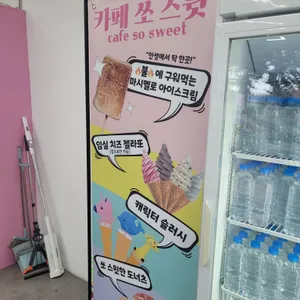 카페 쏘 스윗
cafe so sweet
"안성에서 딱 한곳!"
🔥불🔥에 구워먹는
마시멜로 아이스크림
임실 치즈 젤라또
캐릭터 슬러시
쏘 스윗한 도너츠